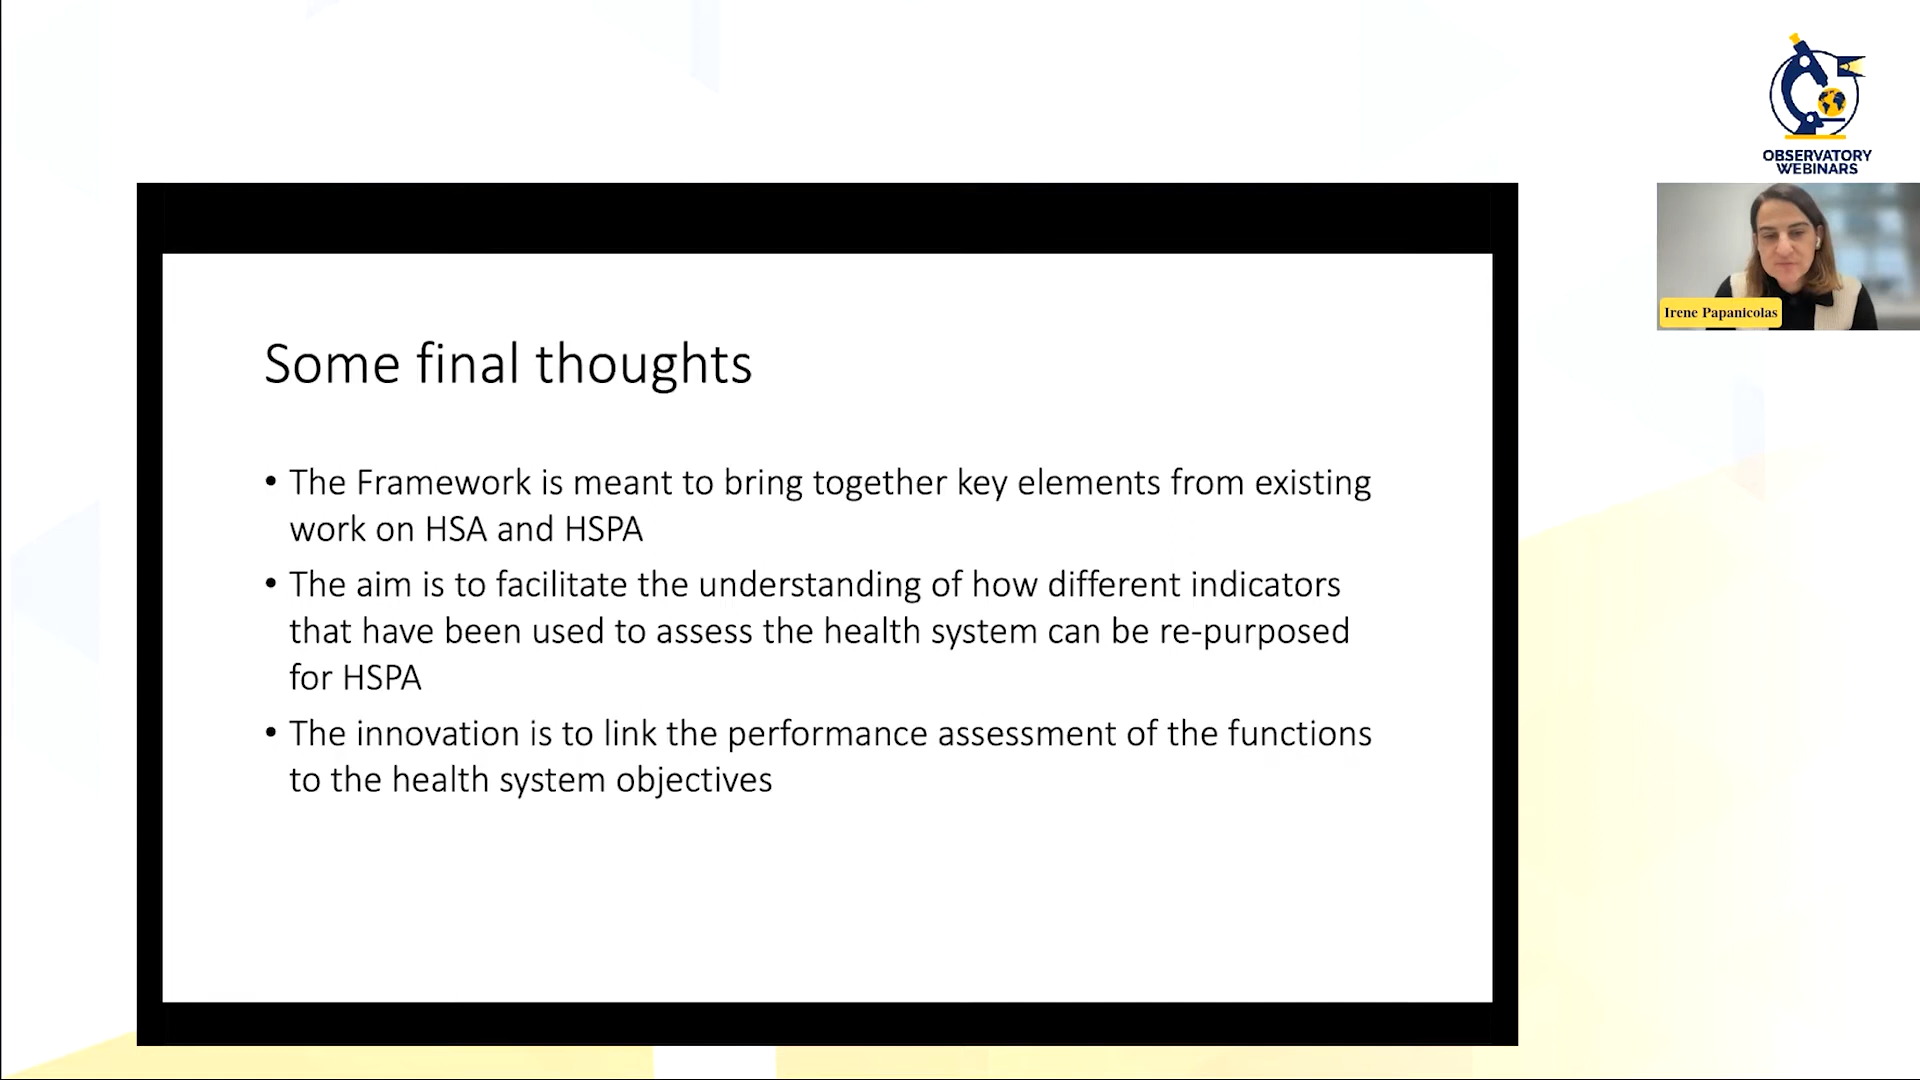 OBSERVATORY
WEBINARS
Irene Papanicolas
Some final thoughts
• The Framework is meant to bring together key elements from existing
work on HSA and HSPA
• The aim is to facilitate the understanding of how different indicators
that have been used to assess the health system can be re-purposed
for HSPA
• The innovation is to link the performance assessment of the functions
to the health system objectives